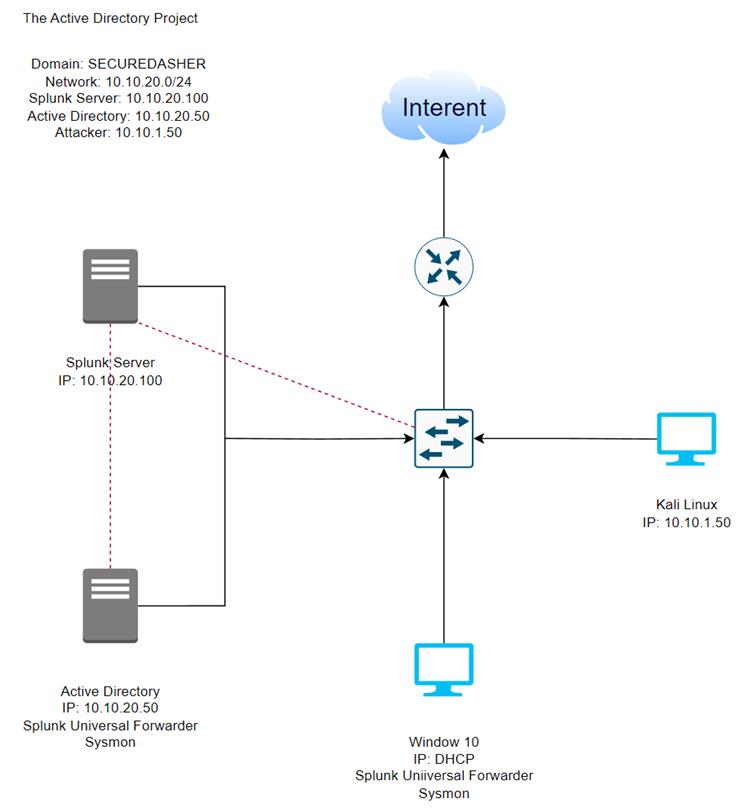 The Active Directory Project
Domain: SECUREDASHER
Network: 10.10.20.0/24
Splunk Server: 10.10.20.100
Active Directory: 10.10.20.50
Attacker: 10.10.1.50
Interent
Splunk Server
IP: 10.10.20.100
Kali Linux
IP: 10.10.1.50
Active Directory
IP: 10.10.20.50
Splunk Universal Forwarder
Sysmon
Window 10
IP: DHCP
Splunk Uniiversal Forwarder
Sysmon